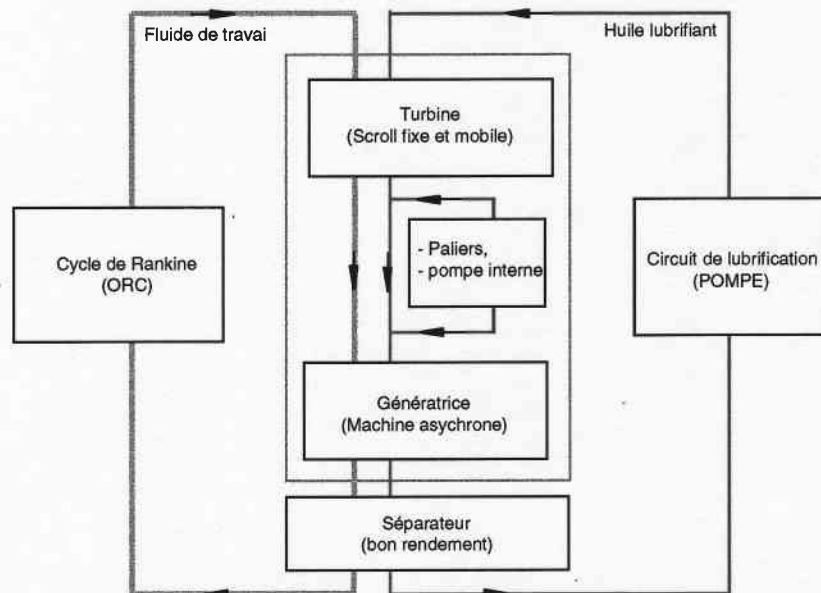 Fluide de travai
Huile lubrifiant
Turbine
(Scroll fixe et mobile)
- Paliers,
- pompe interne
Cycle de Rankine
(ORC)
Circuit de lubrification
(POMPE)
Génératrice
(Machine asychrone)
Séparateur
(bon rendement)